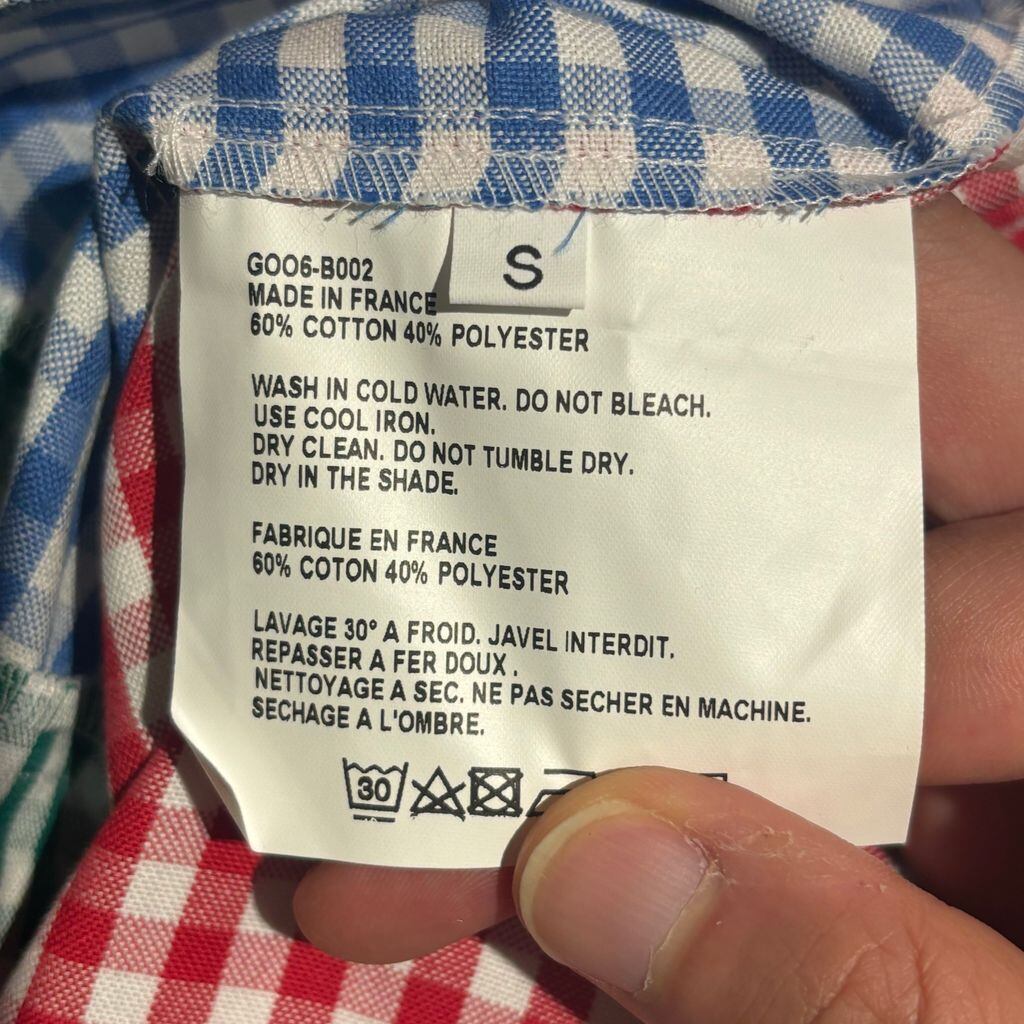 S
GOO6-B002
MADE IN FRANCE
60% COTTON 40% POLYESTER
WASH IN COLD WATER. DO NOT BLEACH.
USE COOL IRON.
DRY CLEAN. DO NOT TUMBLE DRY.
DRY IN THE SHADE.
FABRIQUE EN FRANCE
60% COTON 40% POLYESTER
LAVAGE 30° A FROID. JAVEL INTERDIT.
REPASSER A FER DOUX .
NETTOYAGE A SEC. NE PAS SECHER EN MACHINE.
SECHAGE A L'OMBRE.
30